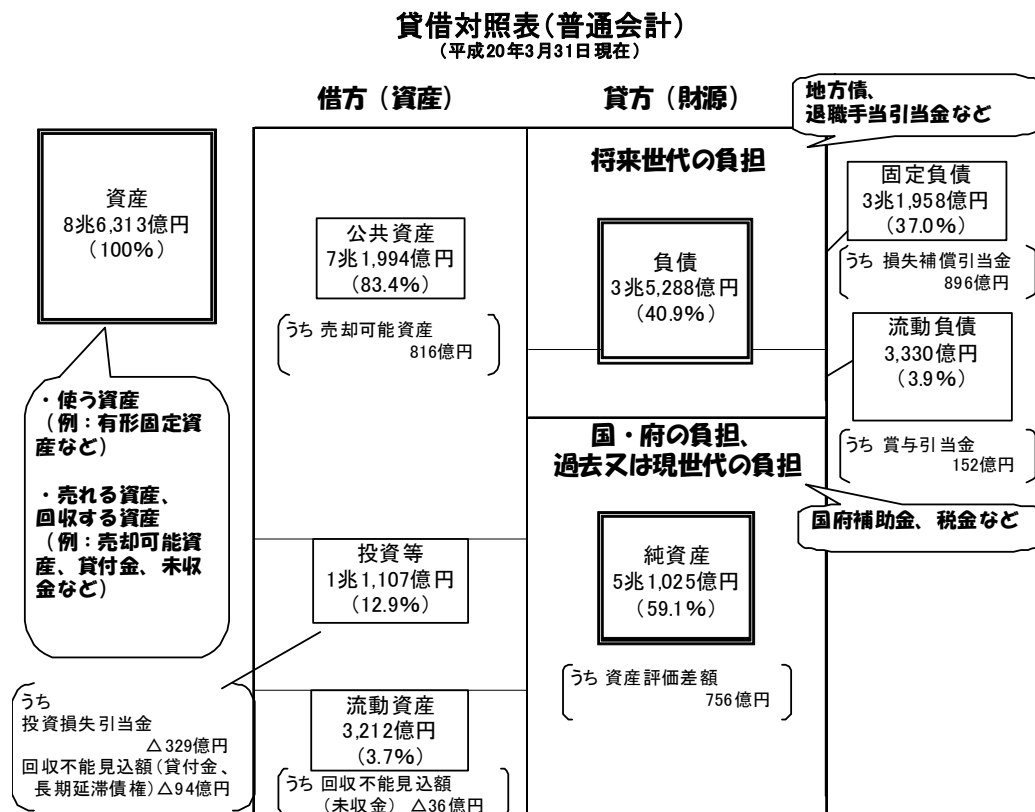 貸借対照表(普通会計)
(平成20年3月31日現在)
借方(資産)
貸方(財源)
地方債、
退職手当引当金など
資産
8兆6,313億円
(100%)
・使う資産
(例:有形固定資
産など)
・売れる資産、
回収する資産
(例:売却可能資
産、貸付金、未収
金など)
公共資産
7兆1,994億円
(83.4%)
うち 売却可能資産
816億円
投資等
1兆1,107億円
(12.9%)
うち
投資損失引当金
△329億円
回収不能見込額(貸付金、
長期延滞債権)△94億円
流動資産
3,212億円
(3.7%)
うち 回収不能見込額
(未収金) △36億円
将来世代の負担
負債
3兆5,288億円
(40.9%)
固定負債
3兆1,958億円
(37.0%)
うち 損失補償引当金
896億円
流動負債
3,330億円
(3.9%)
うち 賞与引当金
152億円
国・府の負担、
過去又は現世代の負担
国府補助金、税金など
純資産
5兆1,025億円
(59.1%)
うち 資産評価差額
756億円